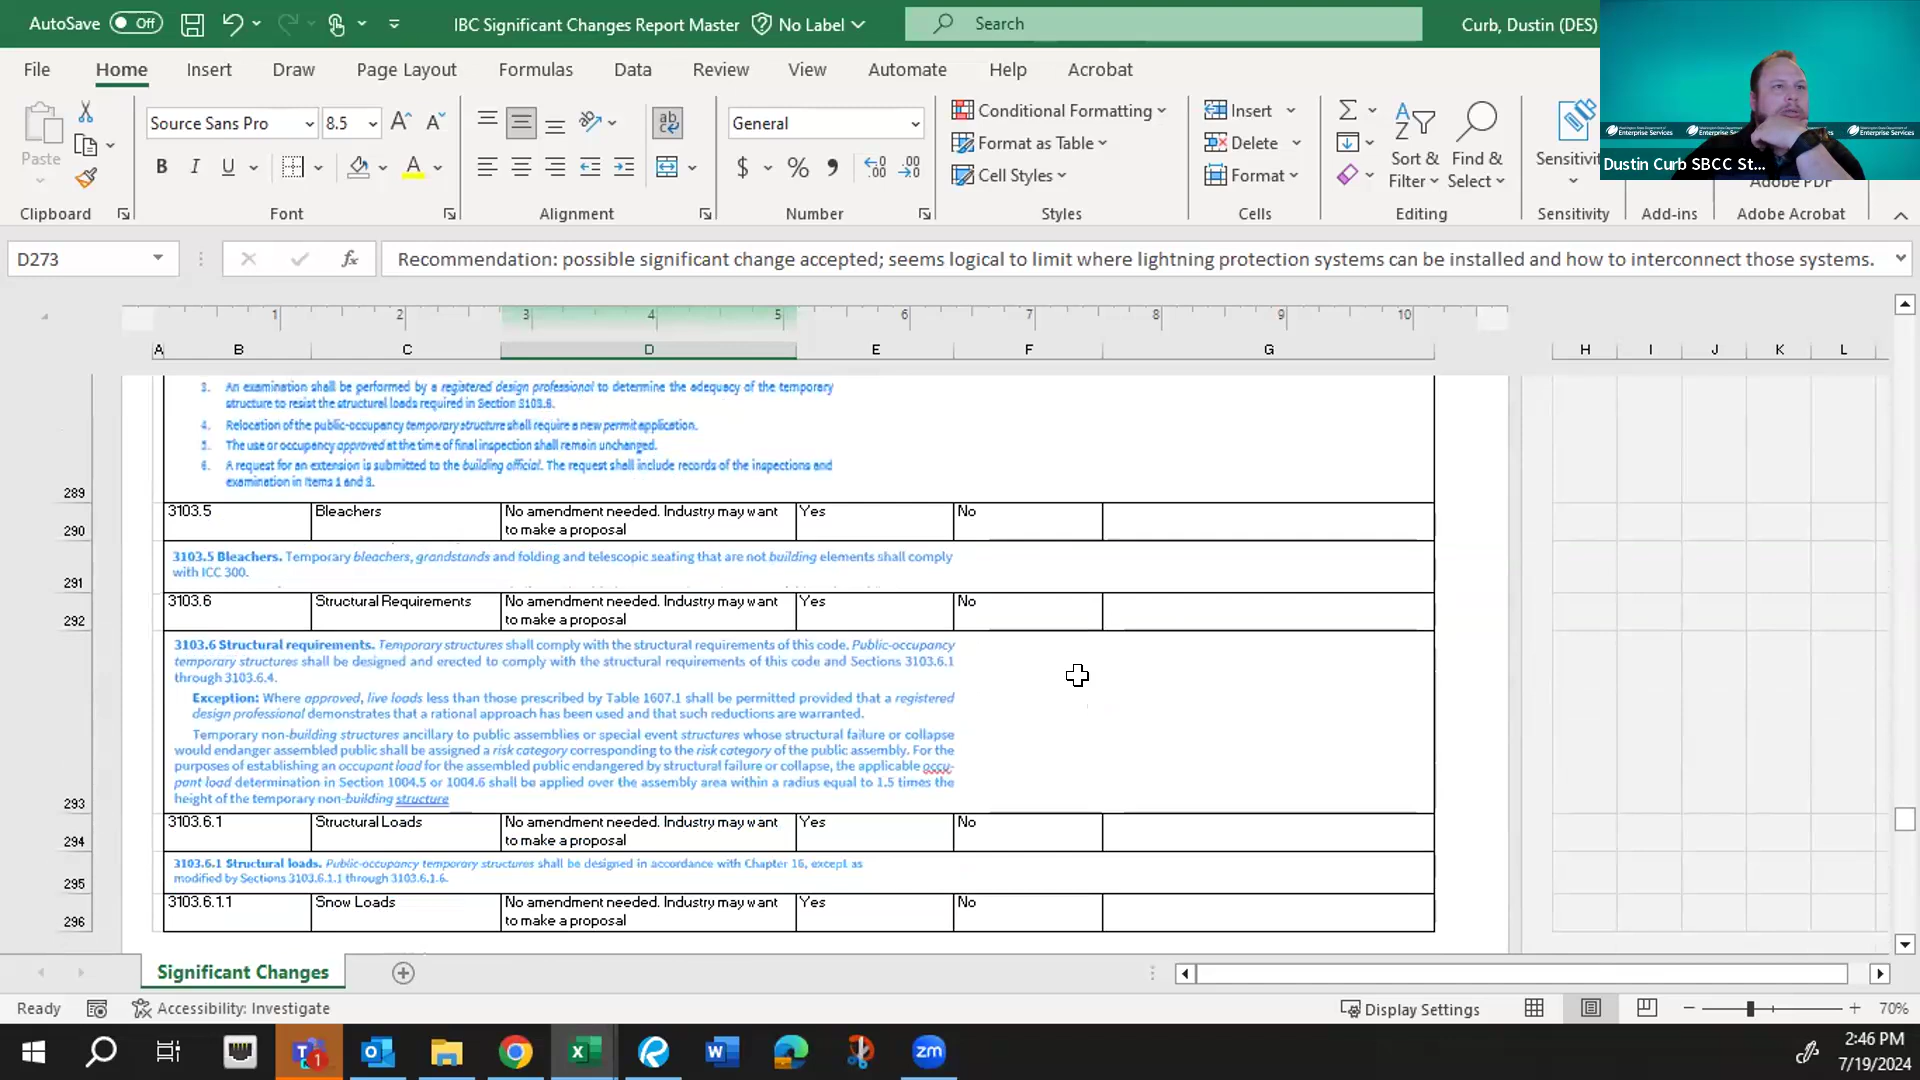 AutoSave Off
IBC Significant Changes Report Master
No Label
Search
Curb, Dustin (DES)
File Home Insert Draw Page Layout Formulas Data Review View Automate Help Acrobat
Paste
Clipboard
Source Sans Pro 8.5
B I U
Font
ab
Alignment
General
$ % 9
Number
Conditional Formatting
Format as Table
Cell Styles
Styles
Insert
Delete
Format
Cells
Sort & Filter
Find & Select
Editing
Sensitivity
Sensitivity
Add-ins
Adobe PDF
Adobe Acrobat
Enterprise Services
Enterprise Services
Dustin Curb SBCC St...
D273
fx
Recommendation: possible significant change accepted; seems logical to limit where lightning protection systems can be installed and how to interconnect those systems.
1 2 3 4 5 6 7 8 9 10
A B C D E F G H I J K L
3. An examination shall be performed by a registered design professional to determine the adequacy of the temporary
structure to resist the structural loads required in Section 3103.6.
4. Relocation of the public-occupancy temporary structure shall require a new permit application.
5. The use or occupancy approved at the time of final inspection shall remain unchanged.
6. A request for an extension is submitted to the building official. The request shall include records of the inspections and
examination in Items 1 and 3.
289
3103.5 Bleachers No amendment needed. Industry may want Yes No
to make a proposal
290
3103.5 Bleachers. Temporary bleachers, grandstands and folding and telescopic seating that are not building elements shall comply
with ICC 300.
291
3103.6 Structural Requirements No amendment needed. Industry may want Yes No
to make a proposal
292
3103.6 Structural requirements. Temporary structures shall comply with the structural requirements of this code. Public-occupancy
temporary structures shall be designed and erected to comply with the structural requirements of this code and Sections 3103.6.1
through 3103.6.4.
Exception: Where approved, live loads less than those prescribed by Table 1607.1 shall be permitted provided that a registered
design professional demonstrates that a rational approach has been used and that such reductions are warranted.
Temporary non-building structures ancillary to public assemblies or special event structures whose structural failure or collapse
would endanger assembled public shall be assigned a risk category corresponding to the risk category of the public assembly. For the
purposes of establishing an occupant load for the assembled public endangered by structural failure or collapse, the applicable occu-
pant load determination in Section 1004.5 or 1004.6 shall be applied over the assembly area within a radius equal to 1.5 times the
height of the temporary non-building structure
293
3103.6.1 Structural Loads No amendment needed. Industry may want Yes No
to make a proposal
294
3103.6.1 Structural loads. Public-occupancy temporary structures shall be designed in accordance with Chapter 16, except as
modified by Sections 3103.6.1.1 through 3103.6.1.6.
295
3103.6.1.1 Snow Loads No amendment needed. Industry may want Yes No
to make a proposal
296
Significant Changes
Ready
Accessibility: Investigate
Display Settings
70%
zm
2:46 PM
7/19/2024